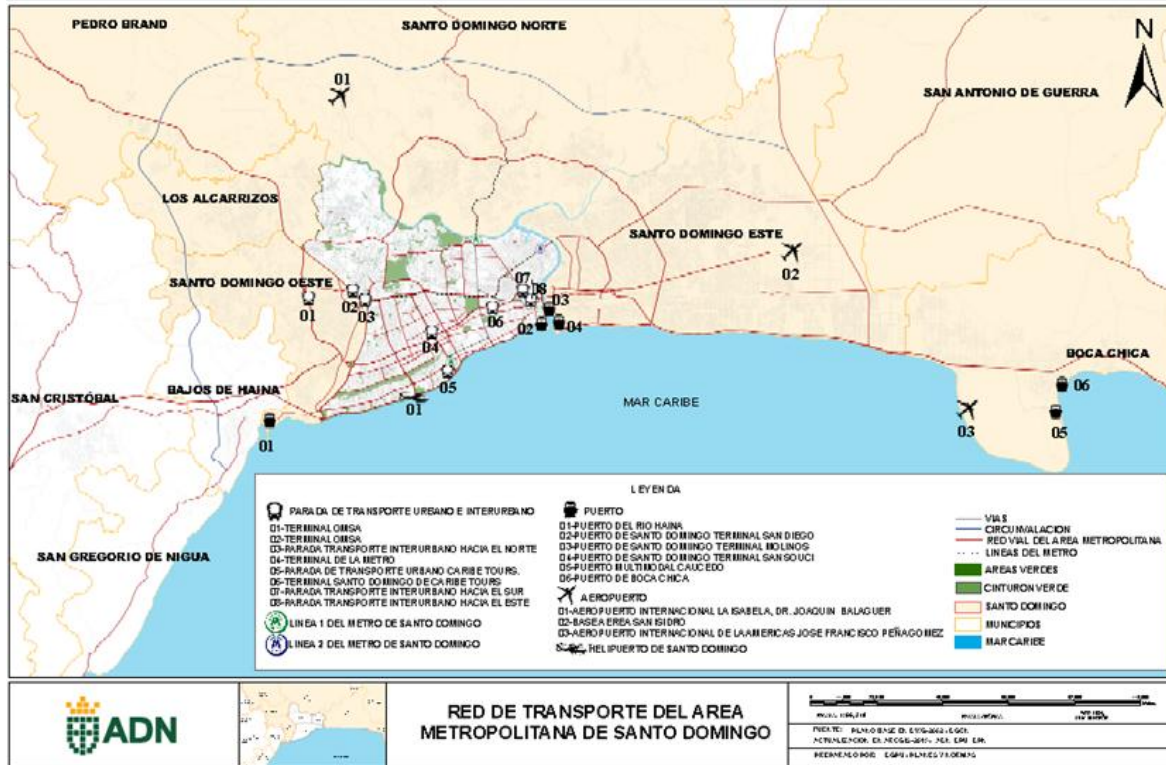 PEDRO BRAND
SANTO DOMINGO NORTE
N
01
SAN ANTONIO DE GUERRA
LOS ALCARRIZOS
SANTO DOMINGO ESTE
02
SANTO DOMINGO OESTE
07
08
03
01
02
03
06
02
04
04
05
BOCA CHICA
06
BAJOS DE HAINA
SAN CRISTÓBAL
MAR CARIBE
01
03
05
01
SAN GREGORIO DE NIGUA
LEYENDA
PARADA DE TRANSPORTE URBANO E INTERURBANO
01-TERMINAL OMSA
02-TERMINAL OMSA
03-PARADA TRANSPORTE INTERURBANO HACIA EL NORTE
04-TERMINAL DE LA METRO
05-PARADA DE TRANSPORTE URBANO CARIBE TOURS.
06-TERMINAL SANTO DOMINGO DE CARIBE TOURS
07-PARADA TRANSPORTE INTERURBANO HACIA EL SUR
08-PARADA TRANSPORTE INTERURBANO HACIA EL ESTE
LINEA 1 DEL METRO DE SANTO DOMINGO
LINEA 2 DEL METRO DE SANTO DOMINGO
PUERTO
01-PUERTO DEL RIO HAINA
02-PUERTO DE SANTO DOMINGO TERMINAL SAN DIEGO
03-PUERTO DE SANTO DOMINGO TERMINAL MOLINOS
04-PUERTO DE SANTO DOMINGO TERMINAL SANSOUCI
05-PUERTO MULTIMODAL CAUCEDO
06-PUERTO DE BOCA CHICA
AEROPUERTO
01-AEROPUERTO INTERNACIONAL LA ISABELA, DR. JOAQUIN BALAGUER
02-BASE AEREA SAN ISIDRO
03-AEROPUERTO INTERNACIONAL DE LA AMERICAS JOSE FRANCISCO PEÑA GOMEZ
HELIPUERTO DE SANTO DOMINGO
VIAS
CIRCUNVALACION
RED VIAL DEL AREA METROPOLITANA
LINEAS DEL METRO
AREAS VERDES
CINTURON VERDE
SANTO DOMINGO
MUNICIPIOS
MAR CARIBE
ADN
RED DE TRANSPORTE DEL AREA
METROPOLITANA DE SANTO DOMINGO